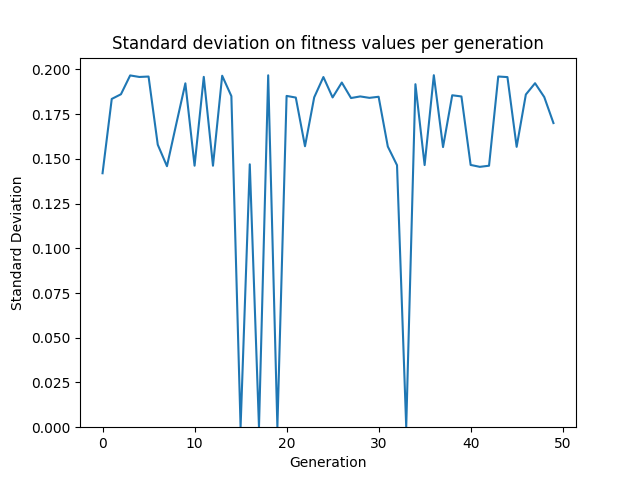 Standard deviation on fitness values per generation
0.200
0.175
0.150
0.125
0.100
0.075
0.050
0.025
0.000
Standard Deviation
0 10 20 30 40 50
Generation